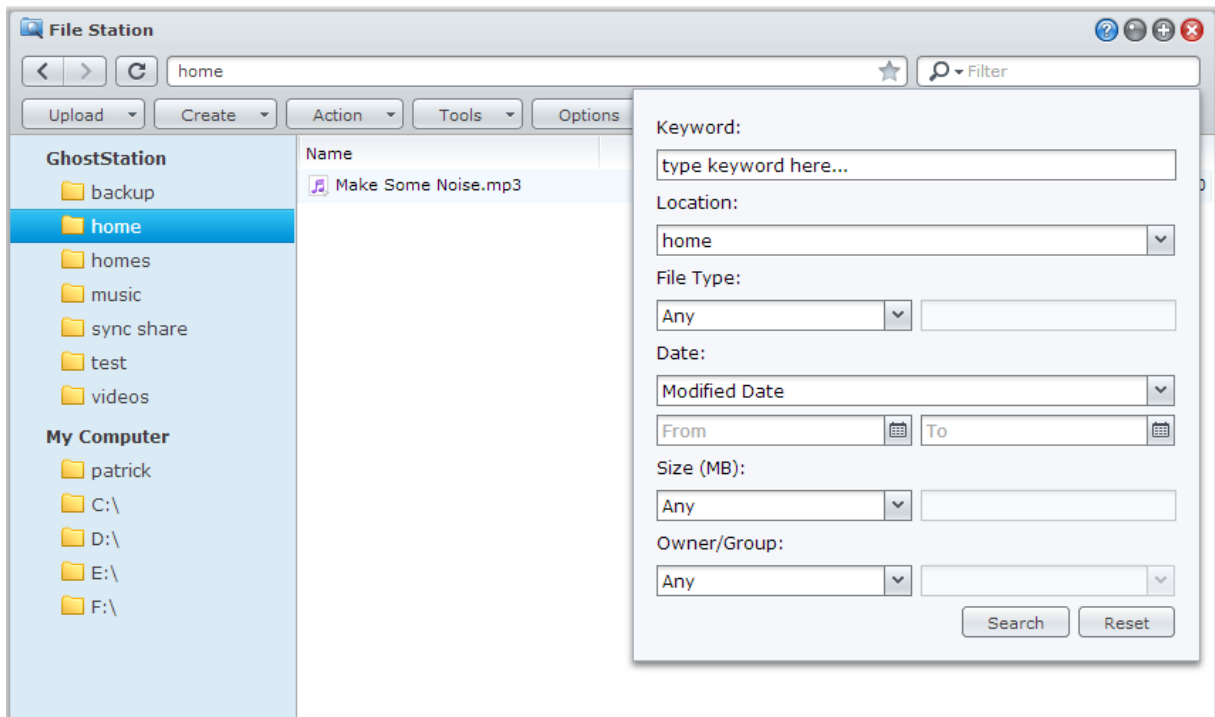 File Station
home
Filter
Upload Create Action Tools Options
GhostStation
backup
home
homes
music
sync share
test
videos
My Computer
patrick
C:\
D:\
E:\
F:\
Name
Make Some Noise.mp3
Keyword:
type keyword here...
Location:
home
File Type:
Any
Date:
Modified Date
From To
Size (MB):
Any
Owner/Group:
Any
Search Reset